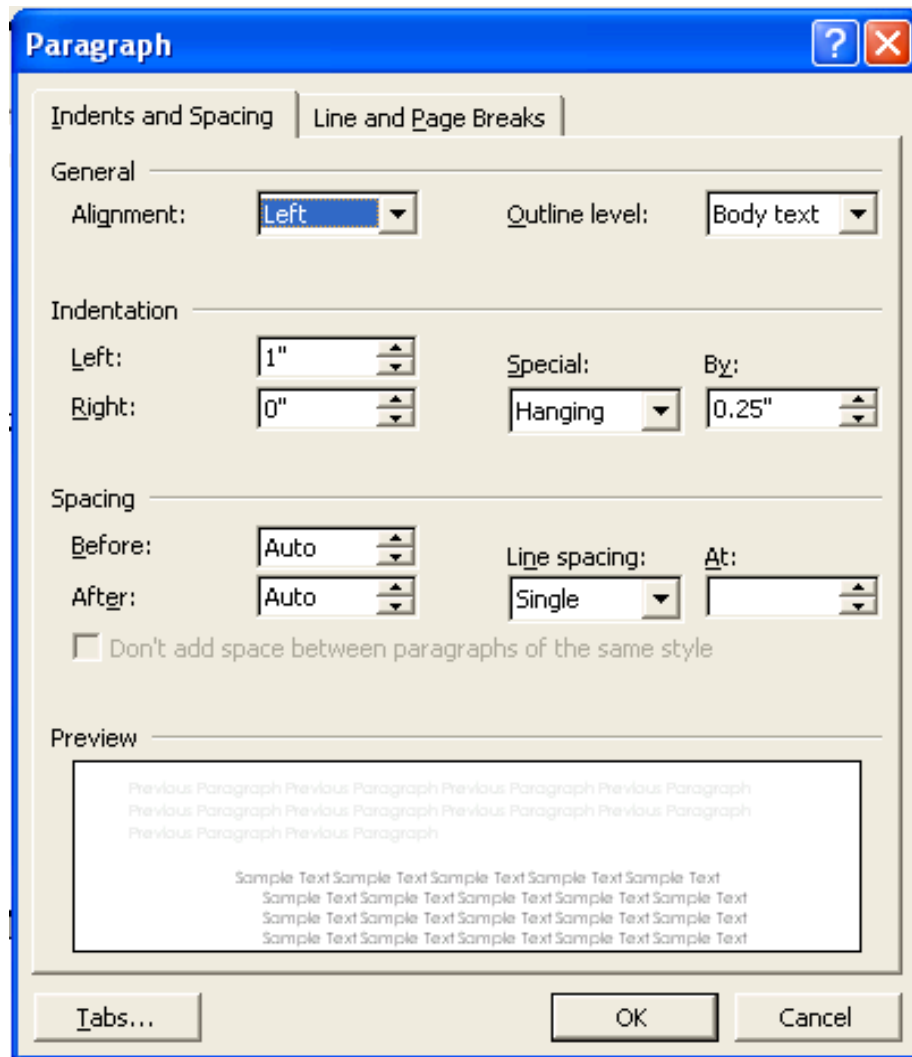 Paragraph
Indents and Spacing
Line and Page Breaks
General
Alignment: Left Outline level: Body text
Indentation
Left: 1" Special: By:
Right: 0" Hanging 0.25"
Spacing
Before: Auto Line spacing: At:
After: Auto Single
Don't add space between paragraphs of the same style
Preview
Previous Paragraph Previous Paragraph Previous Paragraph Previous Paragraph
Previous Paragraph Previous Paragraph Previous Paragraph Previous Paragraph
Previous Paragraph Previous Paragraph
Sample Text Sample Text Sample Text Sample Text Sample Text
Sample Text Sample Text Sample Text Sample Text Sample Text
Sample Text Sample Text Sample Text Sample Text Sample Text
Sample Text Sample Text Sample Text Sample Text Sample Text
Tabs... OK Cancel